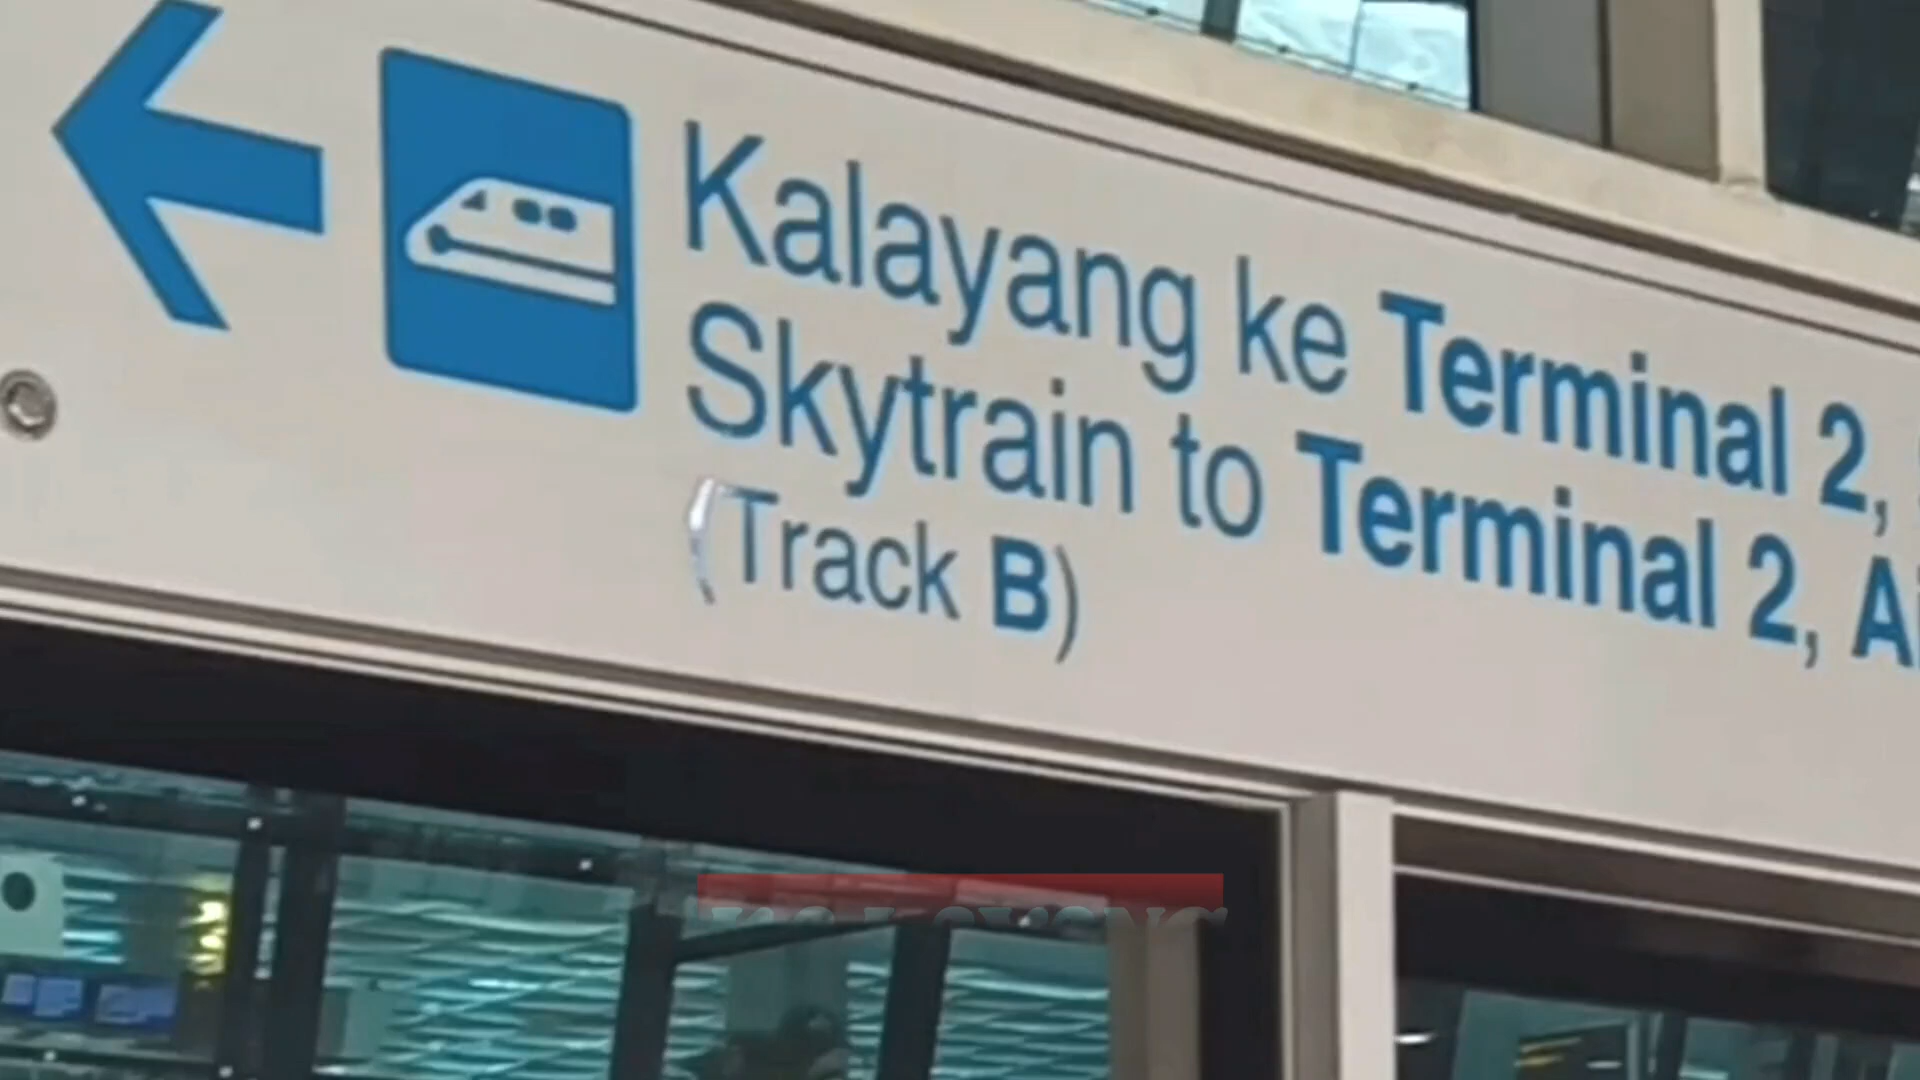 Kalayang ke Terminal 2,
Skytrain to Terminal 2,
(Track B)